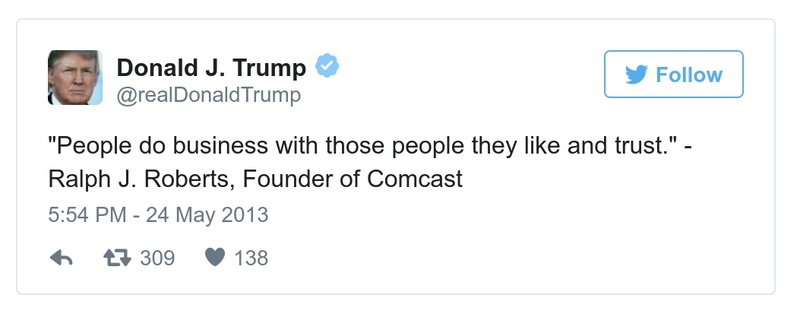 Donald J. Trump
@realDonaldTrump
Follow
"People do business with those people they like and trust." -
Ralph J. Roberts, Founder of Comcast
5:54 PM - 24 May 2013
309 138